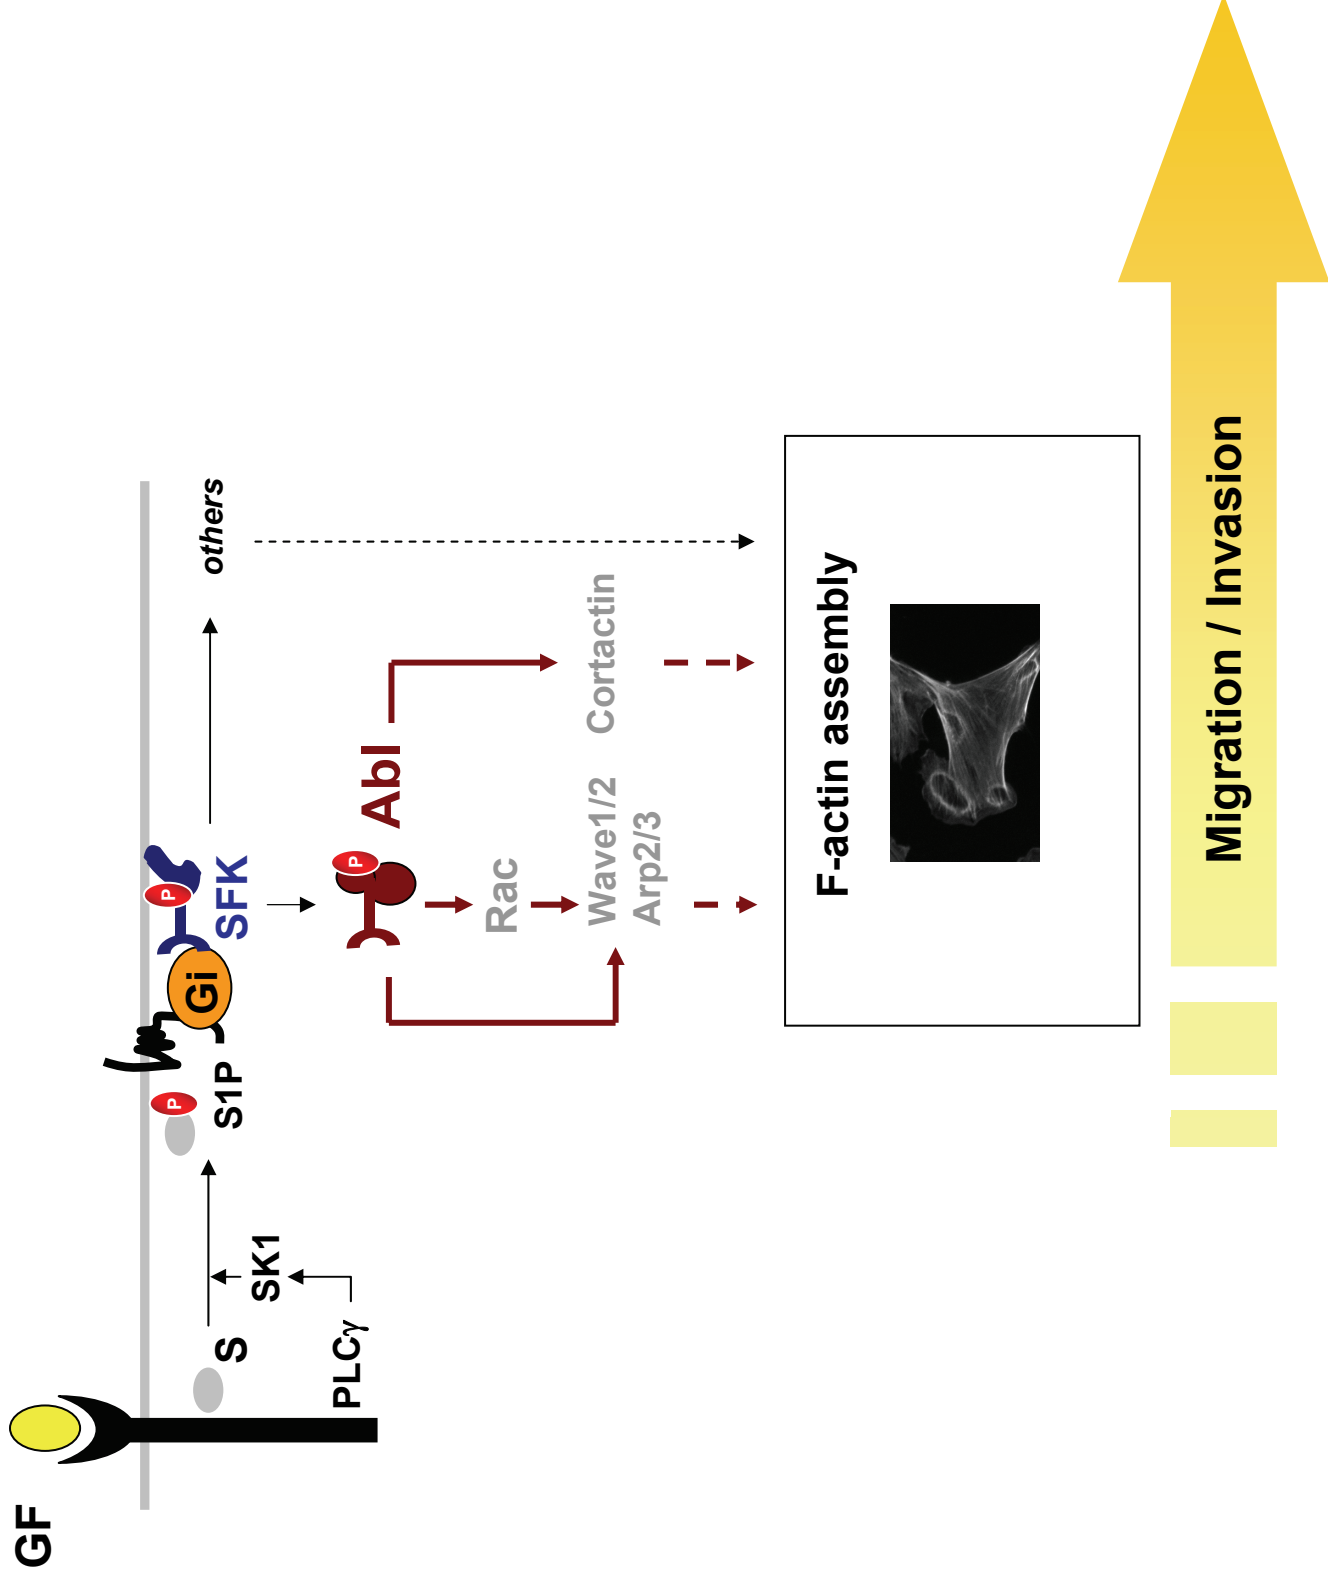 GF
S
PLCγ
SK1
P
S1P
Gi
P
SFK
others
P
Abl
Rac
Wave1/2
Arp2/3
Cortactin
F-actin assembly
Migration / Invasion